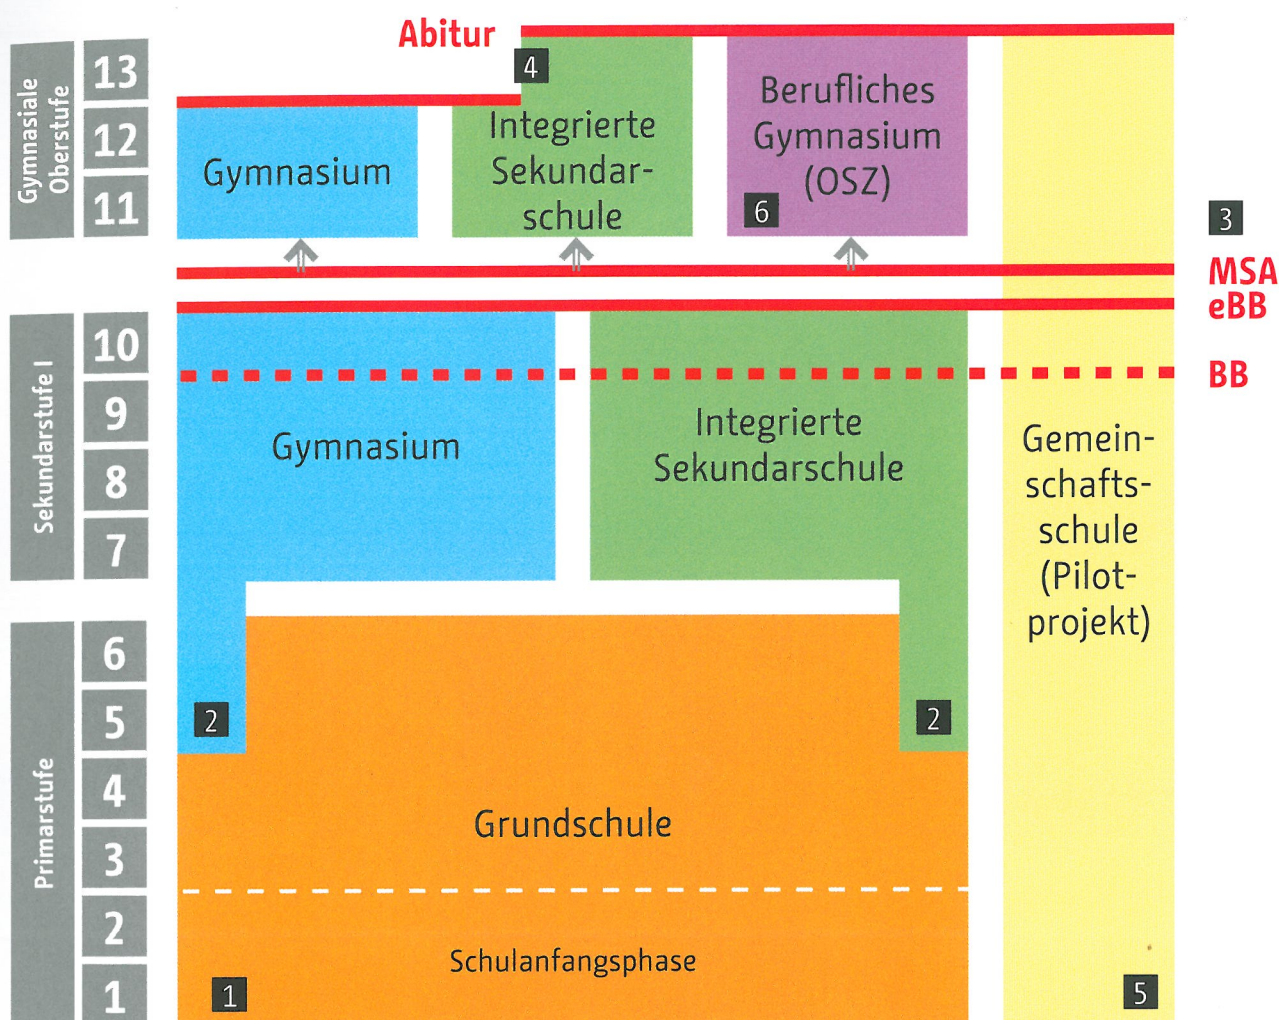 Abitur
Gymnasiale
Oberstufe
13
12
11
4
Gymnasium
Integrierte
Sekundar-
schule
Berufliches
Gymnasium
(OSZ)
6
3
MSA
eBB
BB
Sekundarstufe I
10
9
8
7
Gymnasium
Integrierte
Sekundarschule
Gemein-
schafts-
schule
(Pilot-
projekt)
Primarstufe
6
5
4
3
2
1
2
2
Grundschule
Schulanfangsphase
1
5